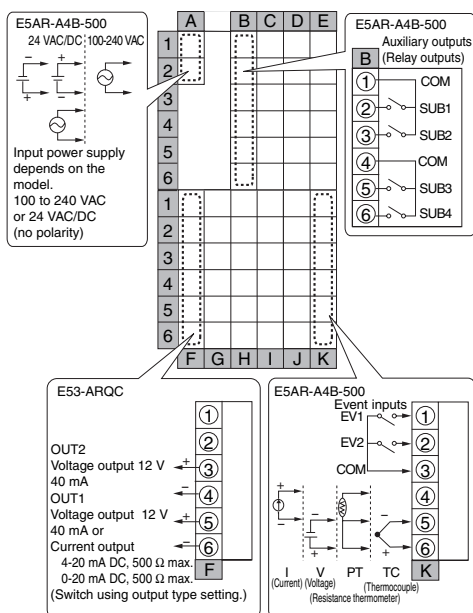 E5AR-A4B-500
24 VAC/DC 100-240 VAC
Input power supply
depends on the
model.
100 to 240 VAC
or 24 VAC/DC
(no polarity)
A B C D E
1
2
3
4
5
6
1
2
3
4
5
6
F G H I J K
E5AR-A4B-500
Auxiliary outputs
(Relay outputs)
B
1 COM
2 SUB1
3 SUB2
4 COM
5 SUB3
6 SUB4
E53-ARQC
1
2
3
4
5
6
F
OUT2
Voltage output 12 V
40 mA
OUT1
Voltage output 12 V
40 mA or
Current output
4-20 mA DC, 500 Ω max.
0-20 mA DC, 500 Ω max.
(Switch using output type setting.)
E5AR-A4B-500
Event inputs
EV1 1
EV2 2
COM 3
4
5
6
K
I V PT TC
(Current) (Voltage) (Thermocouple)
(Resistance thermometer)